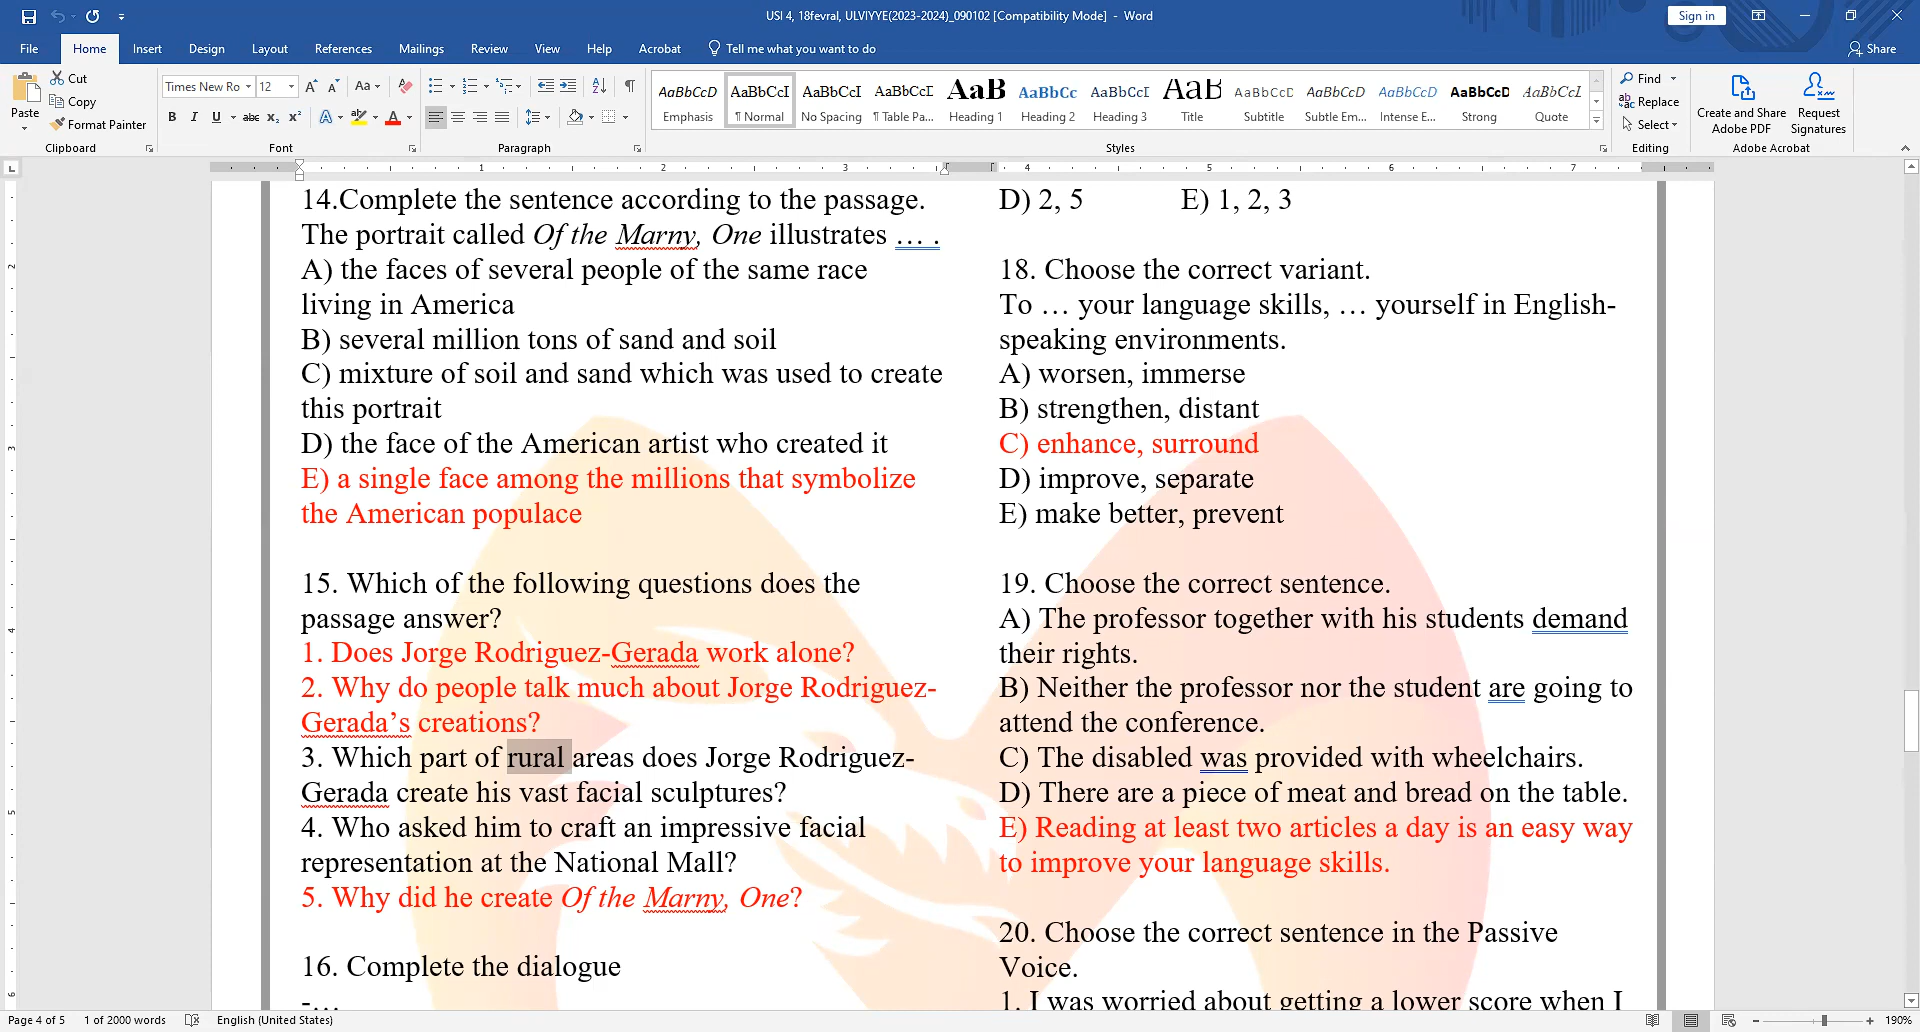 USI 4, 18fevral, ULVIYYE(2023-2024)_090102 [Compatibility Mode] - Word
Sign in
File Home Insert Design Layout References Mailings Review View Help Acrobat Tell me what you want to do
Share
Paste
Cut
Copy
Format Painter
Clipboard
Times New Ro 12
Font
Paragraph
AaBbCcD AaBbCcI AaBbCcI AaBbCcI AaB AaBbCc AaBbCcI AaB AaBbCcD AaBbCcD AaBbCcD AaBbCcD AaBbCcL
Emphasis ¶ Normal No Spacing ¶ Table Pa... Heading 1 Heading 2 Heading 3 Title Subtitle Subtle Em... Intense E... Strong Quote
Styles
Find
Replace
Select
Editing
Create and Share Adobe PDF
Request Signatures
Adobe Acrobat
1 2 3 4 5 6 7
14.Complete the sentence according to the passage.
The portrait called Of the Marny, One illustrates … .
A) the faces of several people of the same race
living in America
B) several million tons of sand and soil
C) mixture of soil and sand which was used to create
this portrait
D) the face of the American artist who created it
E) a single face among the millions that symbolize
the American populace
15. Which of the following questions does the
passage answer?
1. Does Jorge Rodriguez-Gerada work alone?
2. Why do people talk much about Jorge Rodriguez-
Gerada’s creations?
3. Which part of rural areas does Jorge Rodriguez-
Gerada create his vast facial sculptures?
4. Who asked him to craft an impressive facial
representation at the National Mall?
5. Why did he create Of the Marny, One?
16. Complete the dialogue
-…
D) 2, 5 E) 1, 2, 3
18. Choose the correct variant.
To … your language skills, … yourself in English-
speaking environments.
A) worsen, immerse
B) strengthen, distant
C) enhance, surround
D) improve, separate
E) make better, prevent
19. Choose the correct sentence.
A) The professor together with his students demand
their rights.
B) Neither the professor nor the student are going to
attend the conference.
C) The disabled was provided with wheelchairs.
D) There are a piece of meat and bread on the table.
E) Reading at least two articles a day is an easy way
to improve your language skills.
20. Choose the correct sentence in the Passive
Voice.
1. I was worried about getting a lower score when I
Page 4 of 5 1 of 2000 words English (United States)
190%